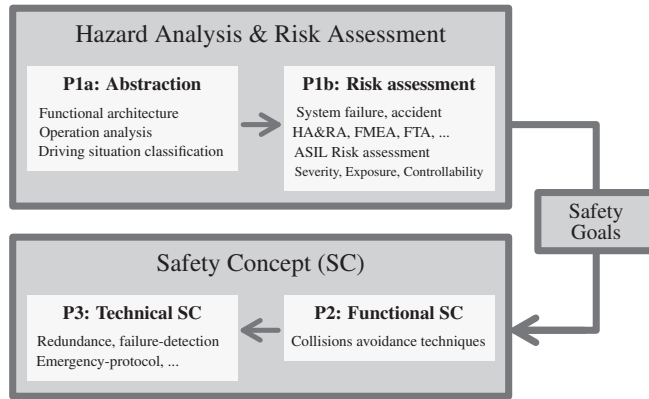 Hazard Analysis & Risk Assessment
P1a: Abstraction
Functional architecture
Operation analysis
Driving situation classification
P1b: Risk assessment
System failure, accident
HA&RA, FMEA, FTA, ...
ASIL Risk assessment
Severity, Exposure, Controllability
Safety
Goals
Safety Concept (SC)
P3: Technical SC
Redundance, failure-detection
Emergency-protocol, ...
P2: Functional SC
Collisions avoidance techniques